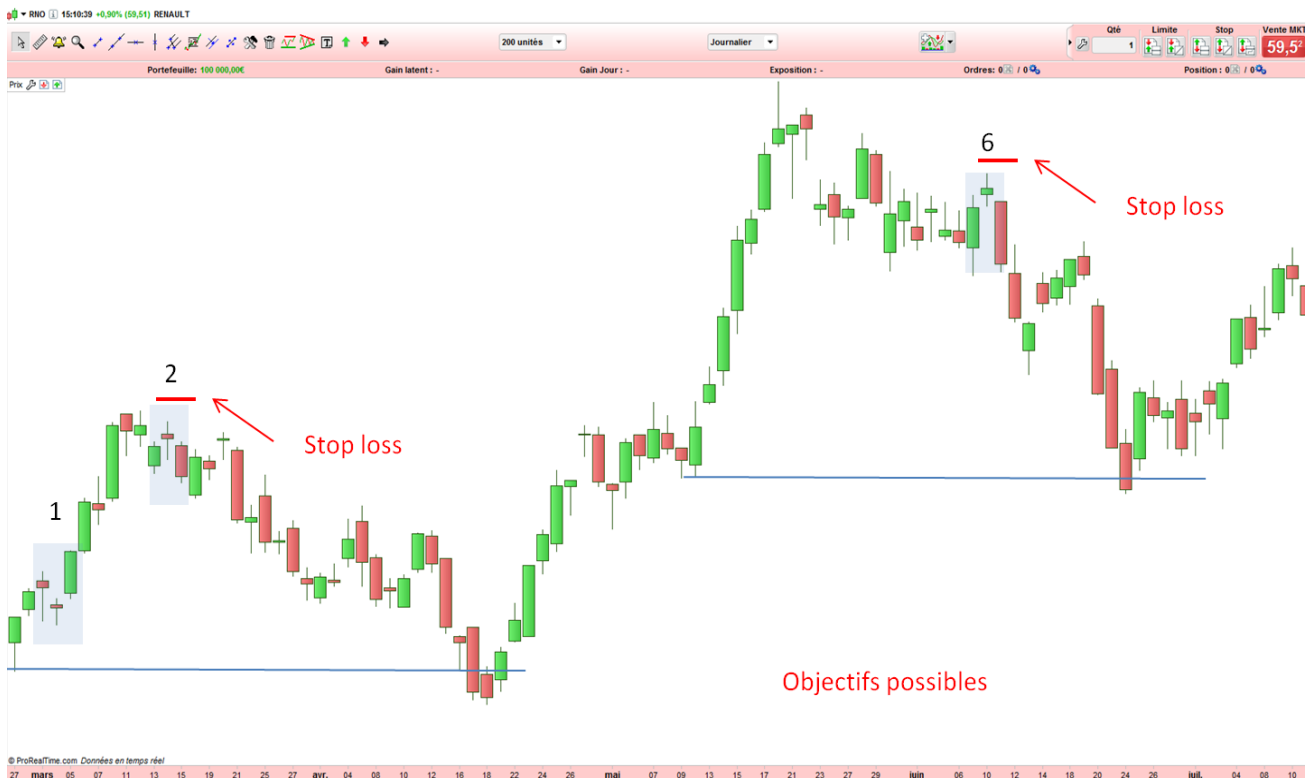 RNO 15:10:39 +0,90% (59,51) RENAULT
200 unités Journalier Qté Limite Stop Vente MKT
1 59,5²
Portefeuille: 100 000,00€ Gain latent : - Gain Jour : - Exposition : - Ordres: 0 / 0 Position : 0 / 0
Prix
6
Stop loss
2
Stop loss
1
Objectifs possibles
© ProRealTime.com Données en temps réel
27 mars 05 07 11 13 15 19 21 25 27 avr. 04 08 10 12 16 18 22 24 26 mai 07 09 13 15 17 21 23 27 29 juin 06 10 12 14 18 20 24 26 juil. 04 08 10